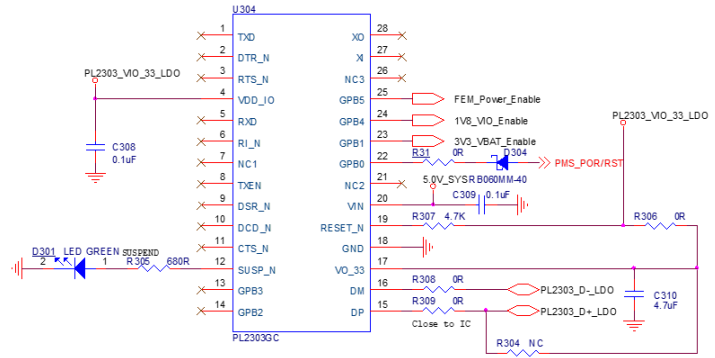 U304
1 TXD XO 28
2 DTR_N XI 27
PL2303_VIO_33_LDO 3 RTS_N NC3 26
4 VDD_IO GPB5 25 FEM_Power_Enable PL2303_VIO_33_LDO
5 RXD GPB4 24 1V8_VIO_Enable
C308 6 RI_N GPB1 23 3V3_VBAT_Enable
0.1uF 7 NC1 GPB0 22 R31 0R D304 PMS_POR/RST
8 TXEN NC2 21 5.0V_SYS RB060MM-40
9 DSR_N VIN 20 C309 0.1uF
10 DCD_N RESET_N 19 R307 4.7K R306 0R
11 CTS_N GND 18
D301 LED GREEN SUSPEND
2 1 R305 680R 12 SUSP_N VO_33 17
13 GPB3 DM 16 R308 0R PL2303_D-_LDO C310
14 GPB2 DP 15 R309 0R PL2303_D+_LDO 4.7uF
Close to IC
PL2303GC
R304 NC